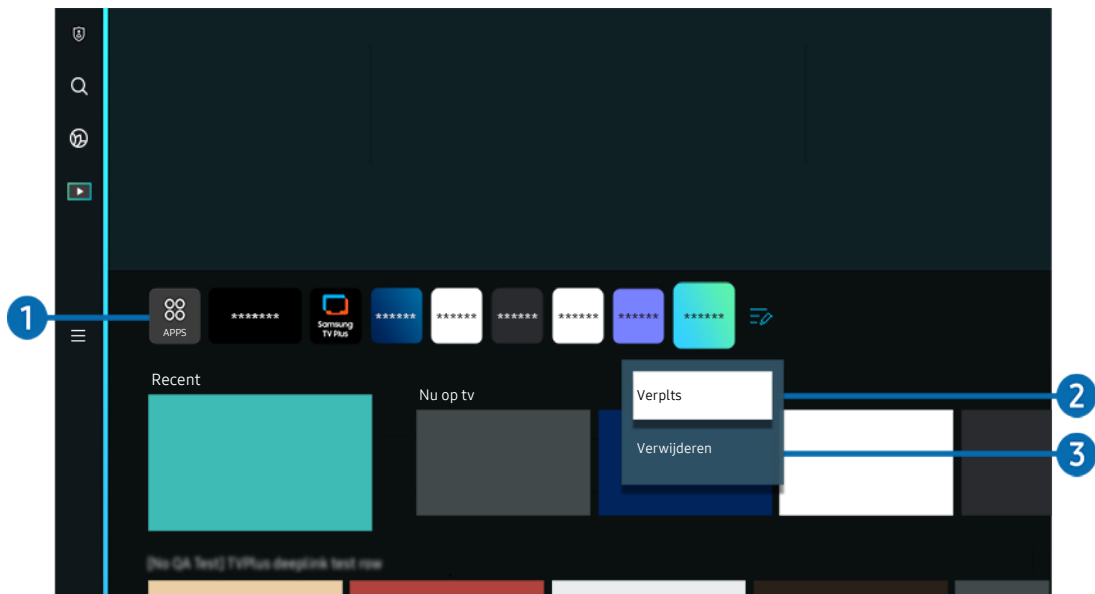 1
APPS
*******
Samsung
TV Plus
******
******
******
******
******
******
Recent
Nu op tv
Verplts
2
Verwijderen
3
[No QA Test] TVPlus deeplink test row